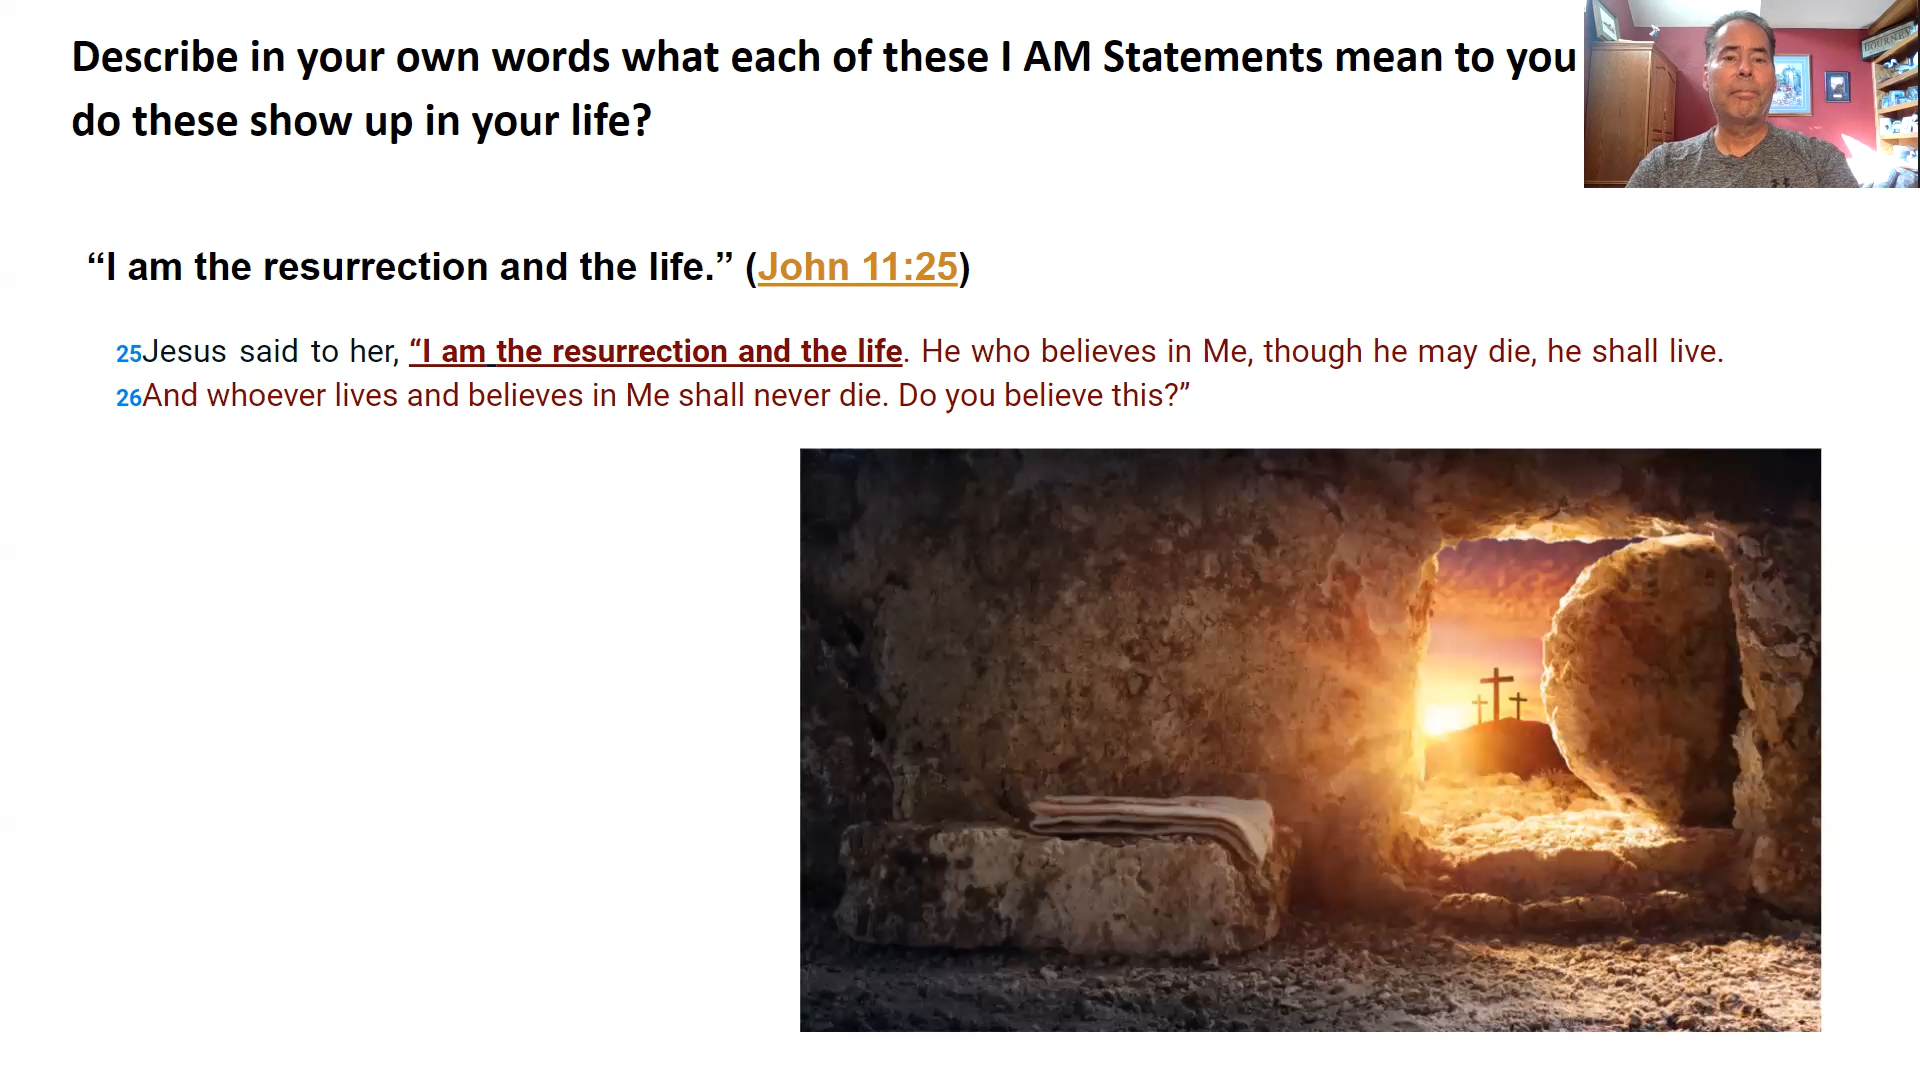 Describe in your own words what each of these I AM Statements mean to you
do these show up in your life?
“I am the resurrection and the life.” (John 11:25)
25Jesus said to her, “I am the resurrection and the life. He who believes in Me, though he may die, he shall live.
26And whoever lives and believes in Me shall never die. Do you believe this?”
JOURNEY